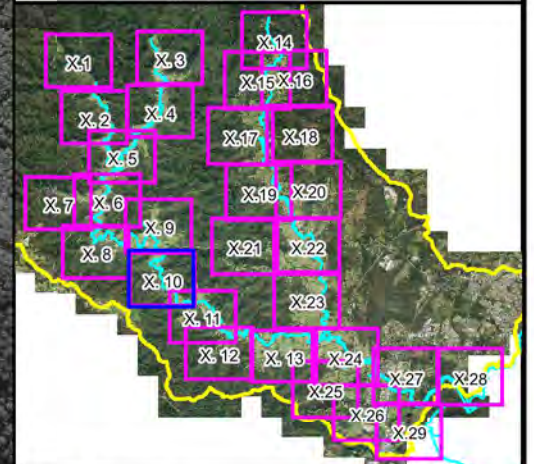 X.14
X.1
X. 3
X.15
X.16
X. 2
X. 4
X.17
X.18
X. 5
X. 7
X. 6
X.19
X.20
X. 9
X. 8
X.21
X.22
X. 10
X.23
X. 11
X. 12
X. 13
X.24
X.27
X.28
X.25
X.26
X.29